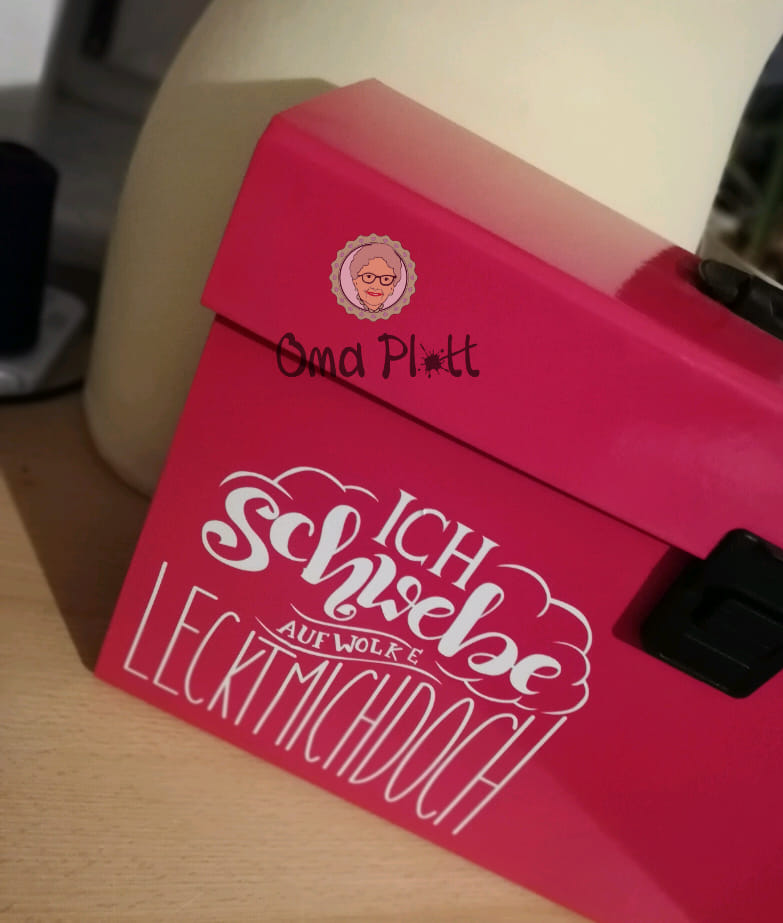 Oma Plott
ICH
Schwebe
AUF WOLKE
LECKTMICHDOCH